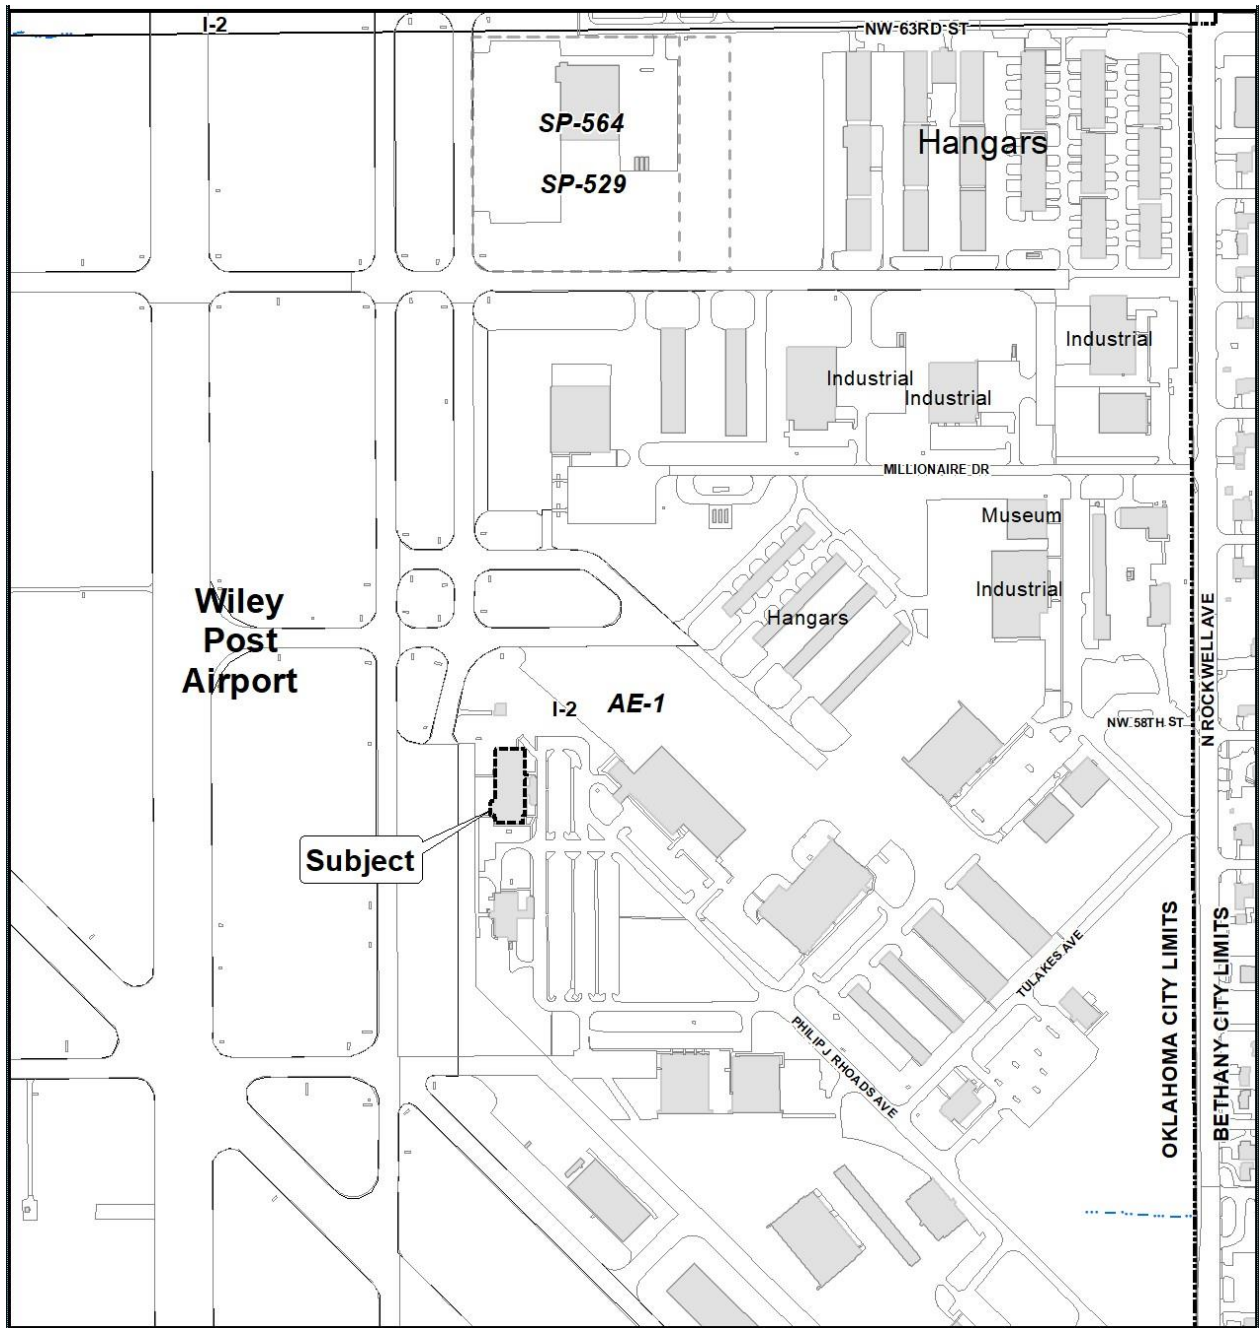 I-2
NW 63RD ST
SP-564
Hangars
SP-529
Industrial
Industrial
Industrial
MILLIONAIRE DR
Museum
Industrial
Wiley
Post
Airport
Hangars
N ROCKWELL AVE
I-2
AE-1
NW 58TH ST
Subject
OKLAHOMA CITY LIMITS
BETHANY CITY LIMITS
TULAKES AVE
PHILIP J RHOADS AVE